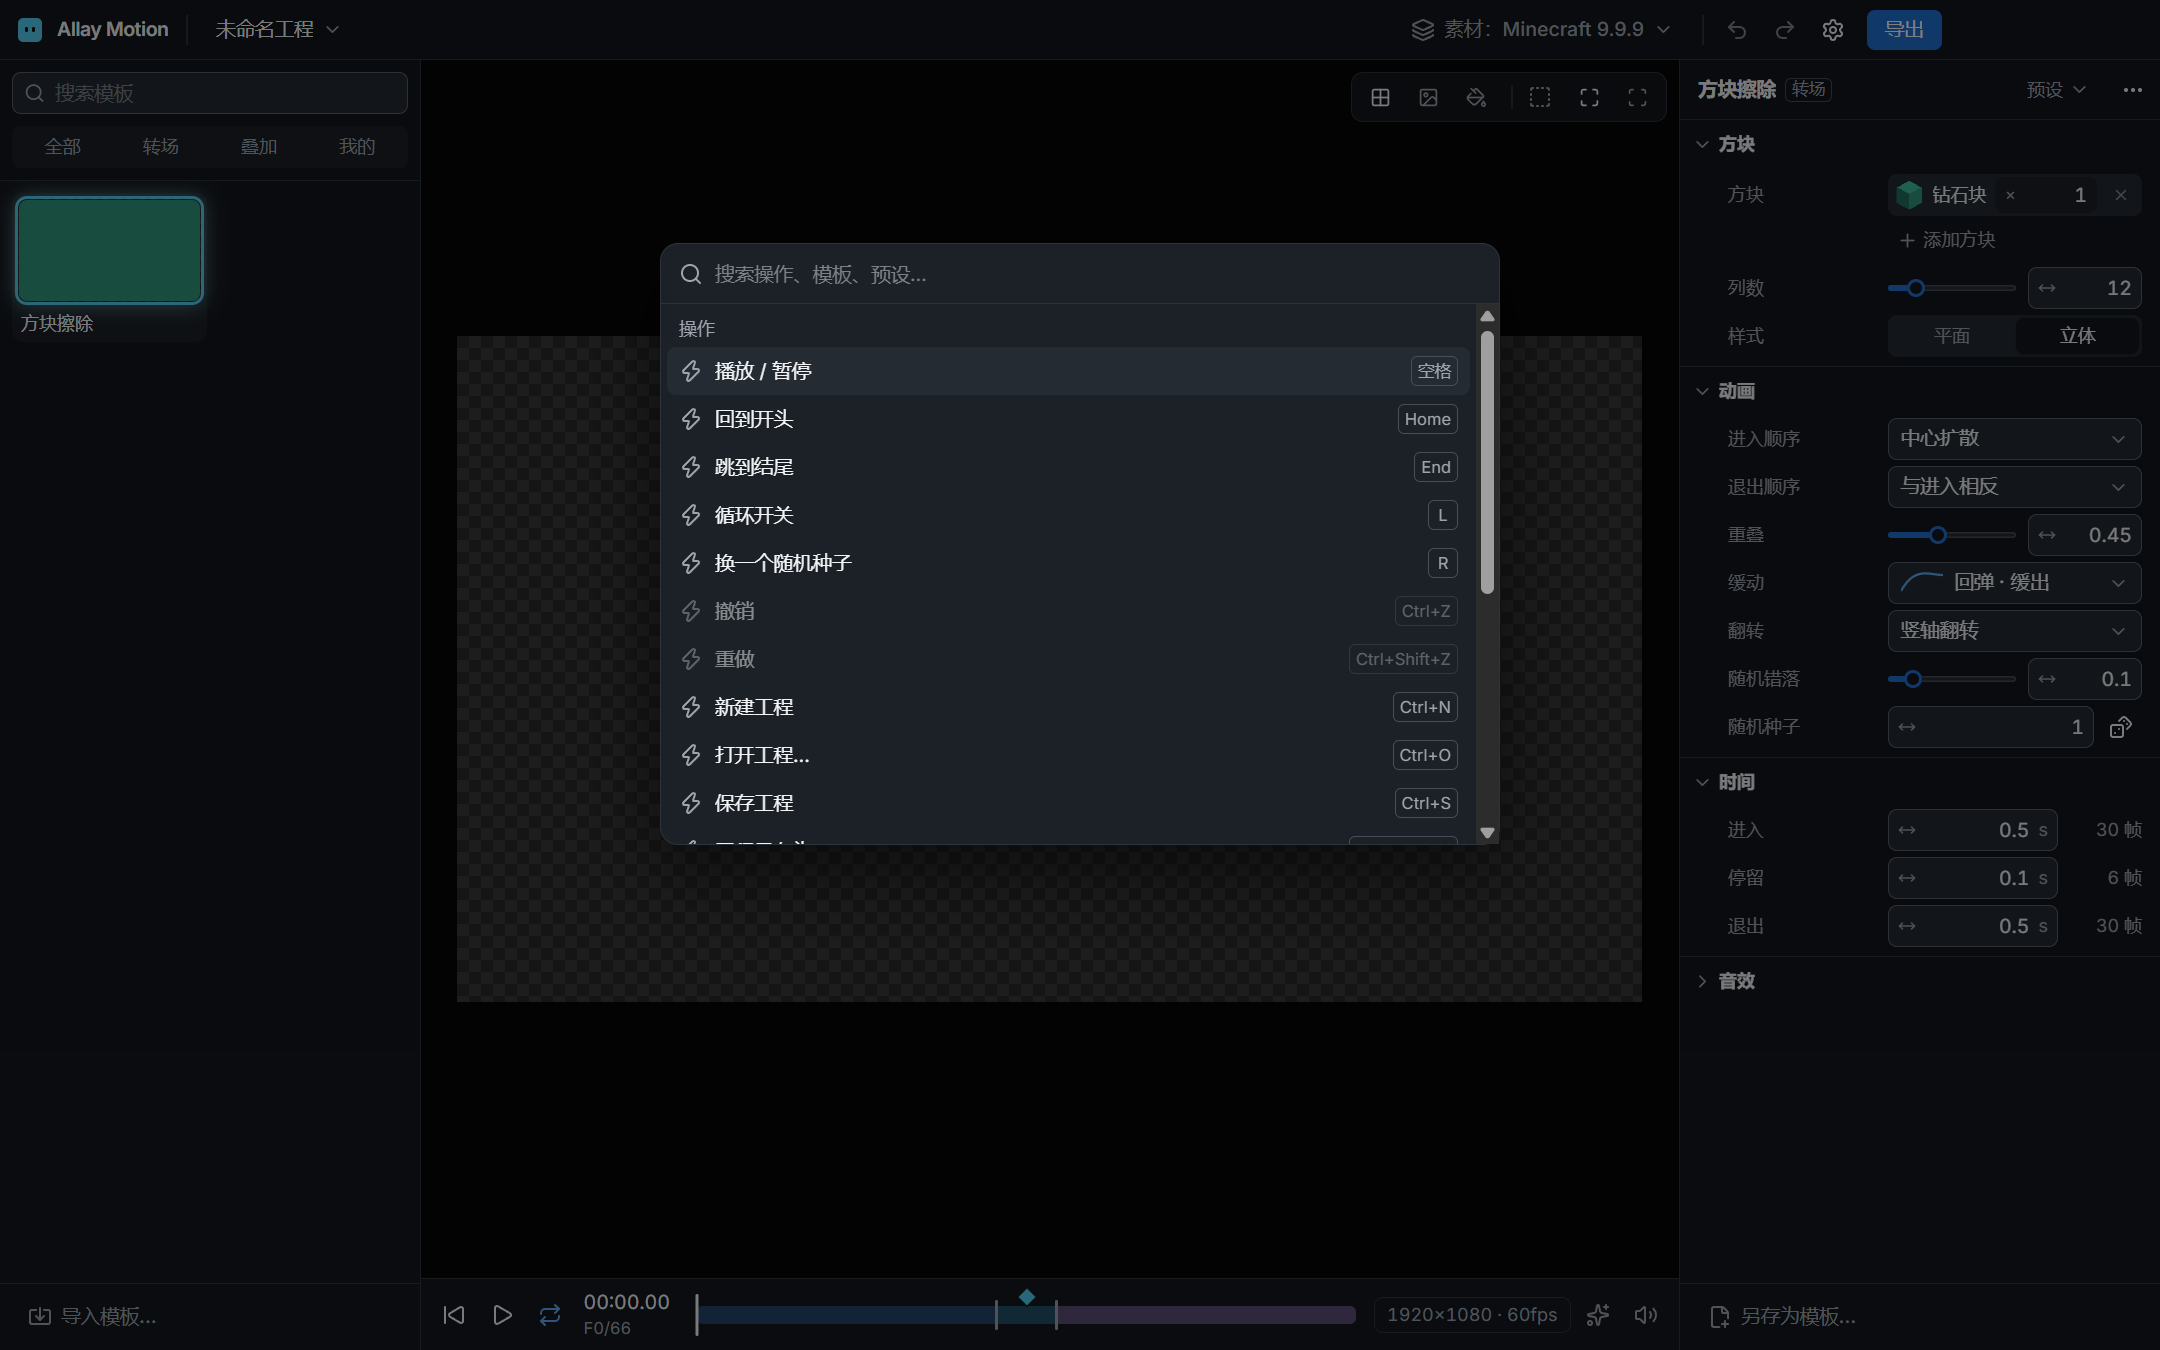 Allay Motion
未命名工程
素材: Minecraft 9.9.9
导出
搜索模板
全部 转场 叠加 我的
方块擦除
导入模板...
搜索操作、模板、预设...
操作
播放 / 暂停 空格
回到开头 Home
跳到结尾 End
循环开关 L
换一个随机种子 R
撤销 Ctrl+Z
重做 Ctrl+Shift+Z
新建工程 Ctrl+N
打开工程... Ctrl+O
保存工程 Ctrl+S
00:00.00
F0/66
1920×1080 · 60fps
方块擦除 转场 预设
方块
方块 钻石块 × 1
添加方块
列数 12
样式 平面 立体
动画
进入顺序 中心扩散
退出顺序 与进入相反
重叠 0.45
缓动 回弹 · 缓出
翻转 竖轴翻转
随机错落 0.1
随机种子 1
时间
进入 0.5 s 30 帧
停留 0.1 s 6 帧
退出 0.5 s 30 帧
音效
另存为模板...